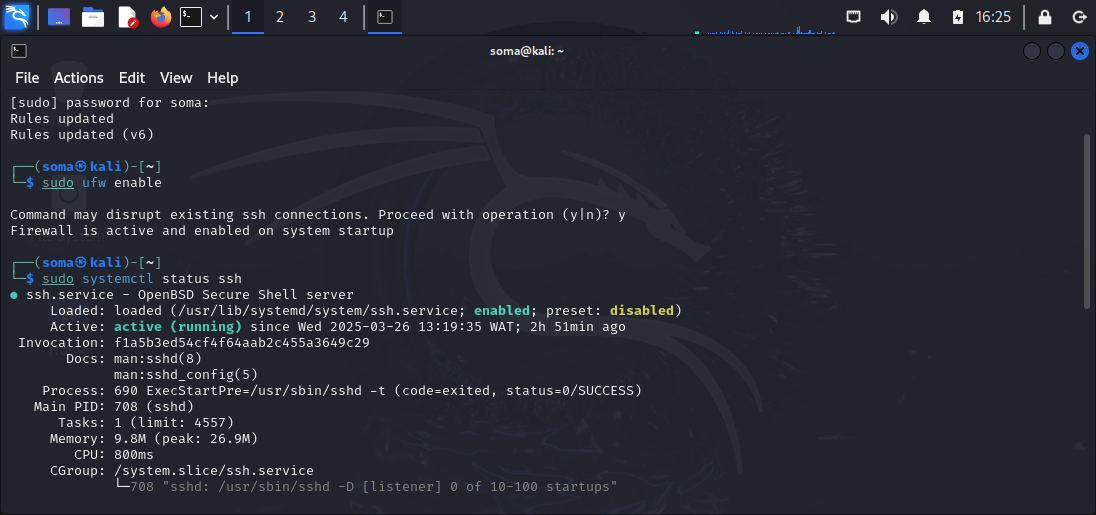 1 2 3 4 16:25
soma@kali: ~
File Actions Edit View Help
[sudo] password for soma:
Rules updated
Rules updated (v6)
┌──(soma㉿kali)-[~]
└─$ sudo ufw enable
Command may disrupt existing ssh connections. Proceed with operation (y|n)? y
Firewall is active and enabled on system startup
┌──(soma㉿kali)-[~]
└─$ sudo systemctl status ssh
● ssh.service - OpenBSD Secure Shell server
Loaded: loaded (/usr/lib/systemd/system/ssh.service; enabled; preset: disabled)
Active: active (running) since Wed 2025-03-26 13:19:35 WAT; 2h 51min ago
Invocation: f1a5b3ed54cf4f64aab2c455a3649c29
Docs: man:sshd(8)
man:sshd_config(5)
Process: 690 ExecStartPre=/usr/sbin/sshd -t (code=exited, status=0/SUCCESS)
Main PID: 708 (sshd)
Tasks: 1 (limit: 4557)
Memory: 9.8M (peak: 26.9M)
CPU: 800ms
CGroup: /system.slice/ssh.service
└─708 "sshd: /usr/sbin/sshd -D [listener] 0 of 10-100 startups"